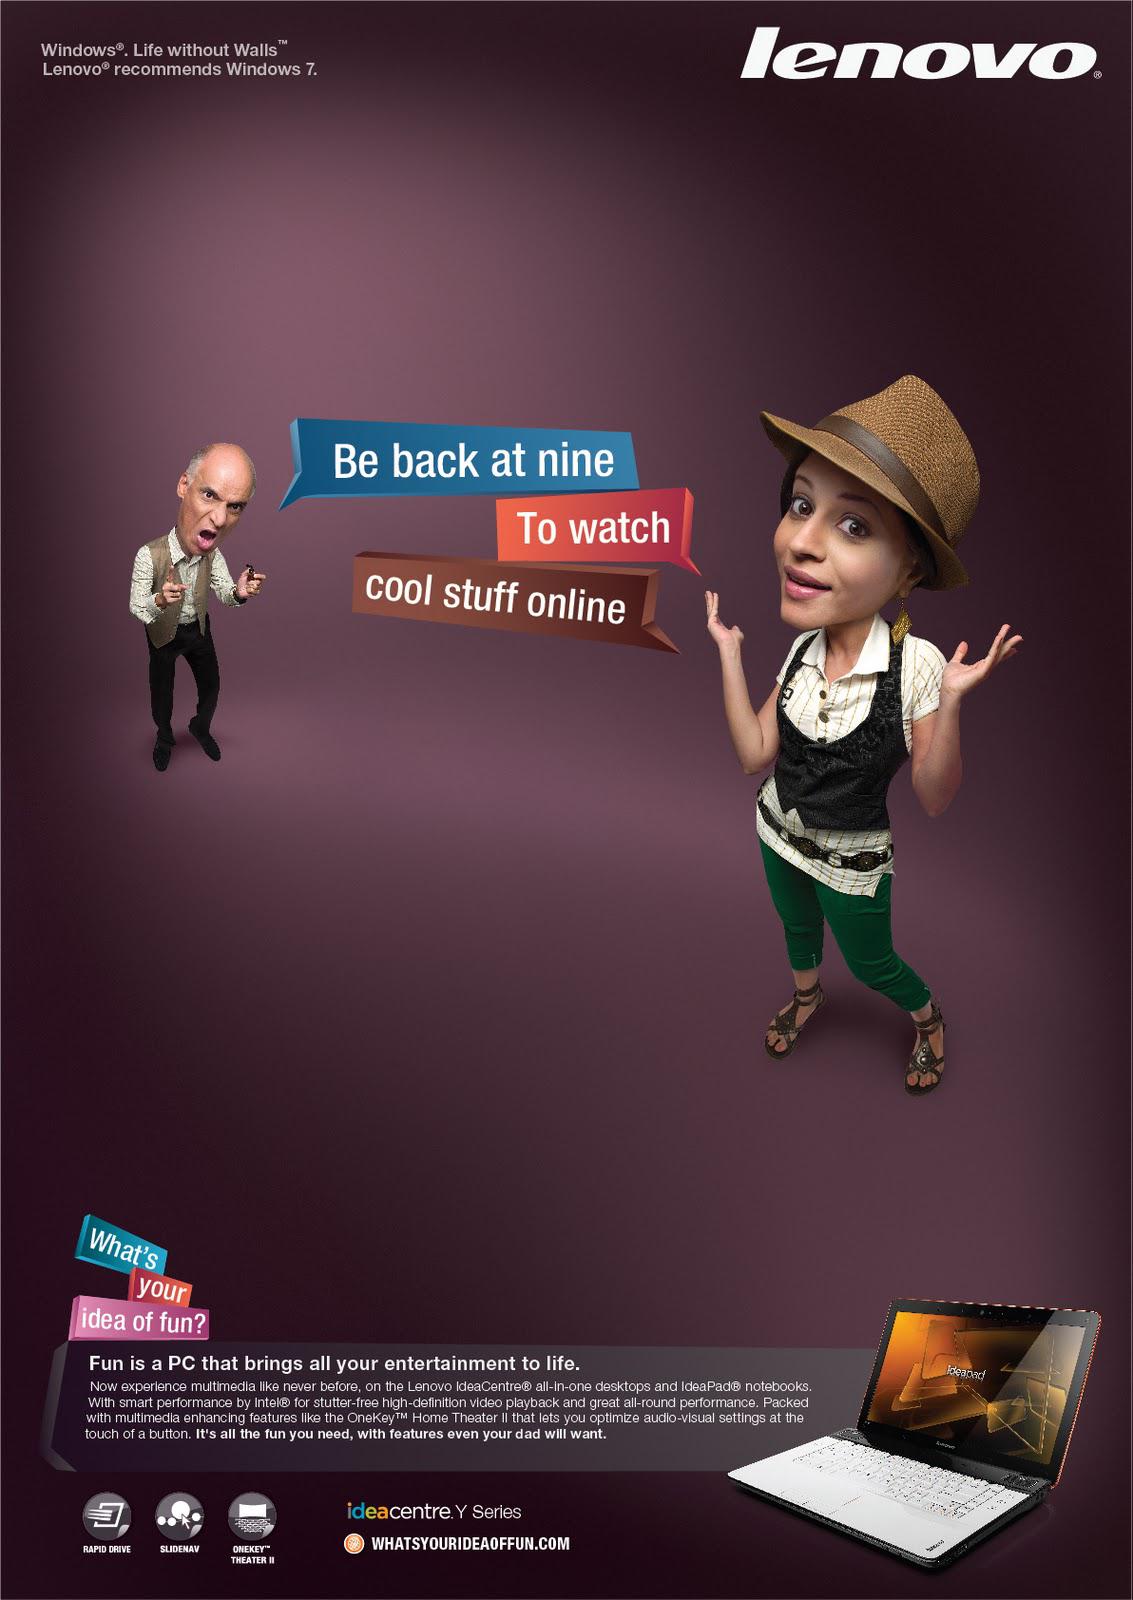 Windows®. Life without Walls™
Lenovo® recommends Windows 7.
lenovo®
Be back at nine
To watch
cool stuff online
What's
your
idea of fun?
Fun is a PC that brings all your entertainment to life.
Now experience multimedia like never before, on the Lenovo IdeaCentre® all-in-one desktops and IdeaPad® notebooks.
With smart performance by Intel® for stutter-free high-definition video playback and great all-round performance. Packed
with multimedia enhancing features like the OneKey™ Home Theater II that lets you optimize audio-visual settings at the
touch of a button. It's all the fun you need, with features even your dad will want.
ideapad
lenovo
RAPID DRIVE
SLIDENAV
ONEKEY™
THEATER II
ideacentre. Y Series
WHATSYOURIDEAOFFUN.COM